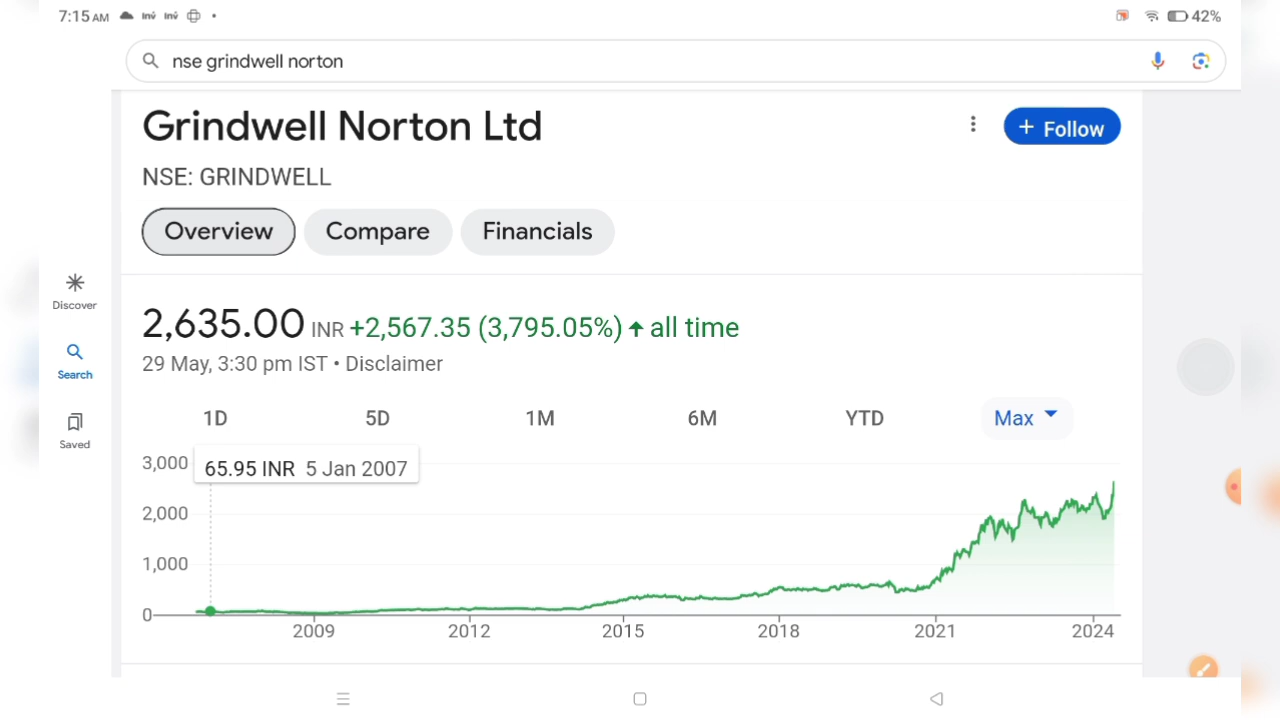 7:15 AM INV INV
42%
nse grindwell norton
Grindwell Norton Ltd
+ Follow
NSE: GRINDWELL
Overview Compare Financials
Discover
2,635.00 INR +2,567.35 (3,795.05%) ↑ all time
29 May, 3:30 pm IST • Disclaimer
Search
1D 5D 1M 6M YTD Max
Saved
3,000
65.95 INR 5 Jan 2007
2,000
1,000
0
2009 2012 2015 2018 2021 2024